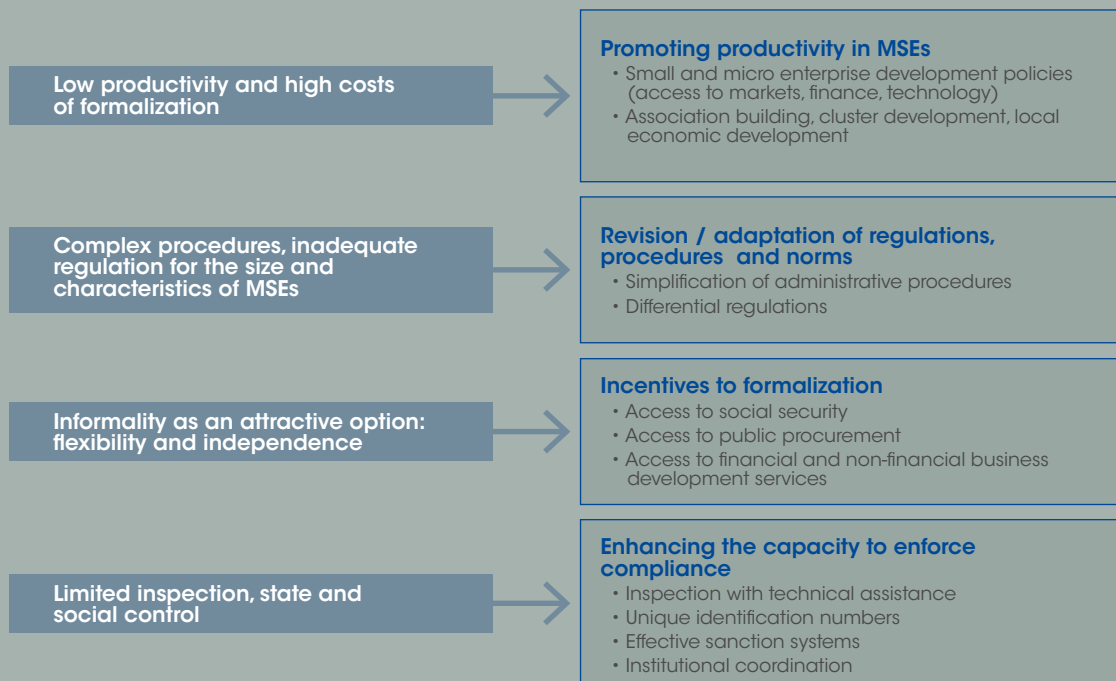 Low productivity and high costs
of formalization
Promoting productivity in MSEs
• Small and micro enterprise development policies
(access to markets, finance, technology)
• Association building, cluster development, local
economic development
Complex procedures, inadequate
regulation for the size and
characteristics of MSEs
Revision / adaptation of regulations,
procedures and norms
• Simplification of administrative procedures
• Differential regulations
Informality as an attractive option:
flexibility and independence
Incentives to formalization
• Access to social security
• Access to public procurement
• Access to financial and non-financial business
development services
Limited inspection, state and
social control
Enhancing the capacity to enforce
compliance
• Inspection with technical assistance
• Unique identification numbers
• Effective sanction systems
• Institutional coordination